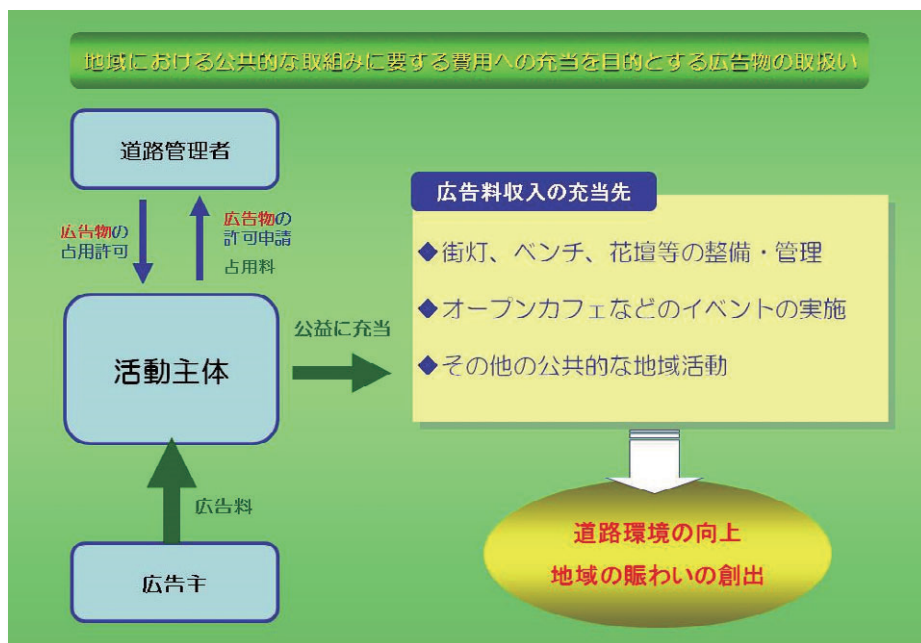 地域における公共的な取組みに要する費用への充当を目的とする広告物の取扱い
道路管理者
広告物の
占用許可
広告物の
許可申請
占用料
活動主体
公益に充当
広告料
広告主
広告料収入の充当先
◆街灯、ベンチ、花壇等の整備・管理
◆オープンカフェなどのイベントの実施
◆その他の公共的な地域活動
道路環境の向上
地域の賑わいの創出